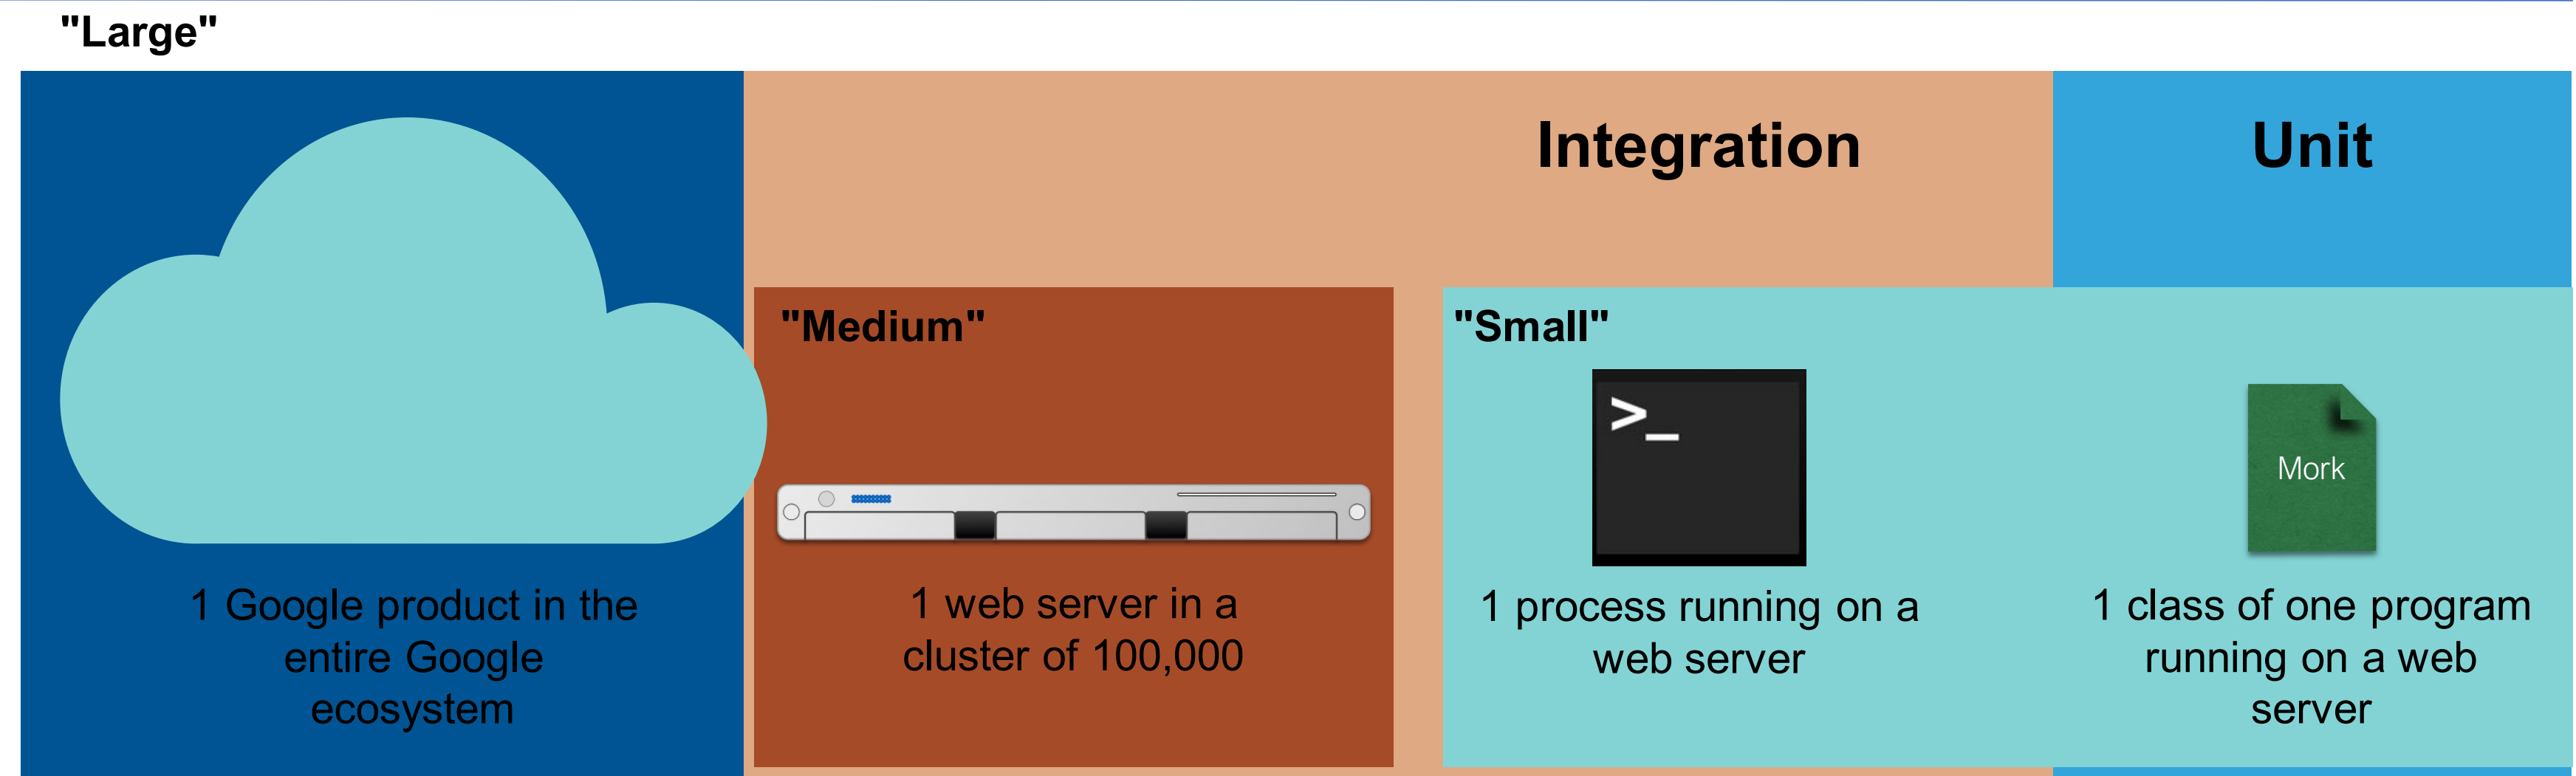 "Large"
Integration
Unit
"Medium"
"Small"
>_
Mork
1 Google product in the
entire Google
ecosystem
1 web server in a
cluster of 100,000
1 process running on a
web server
1 class of one program
running on a web
server